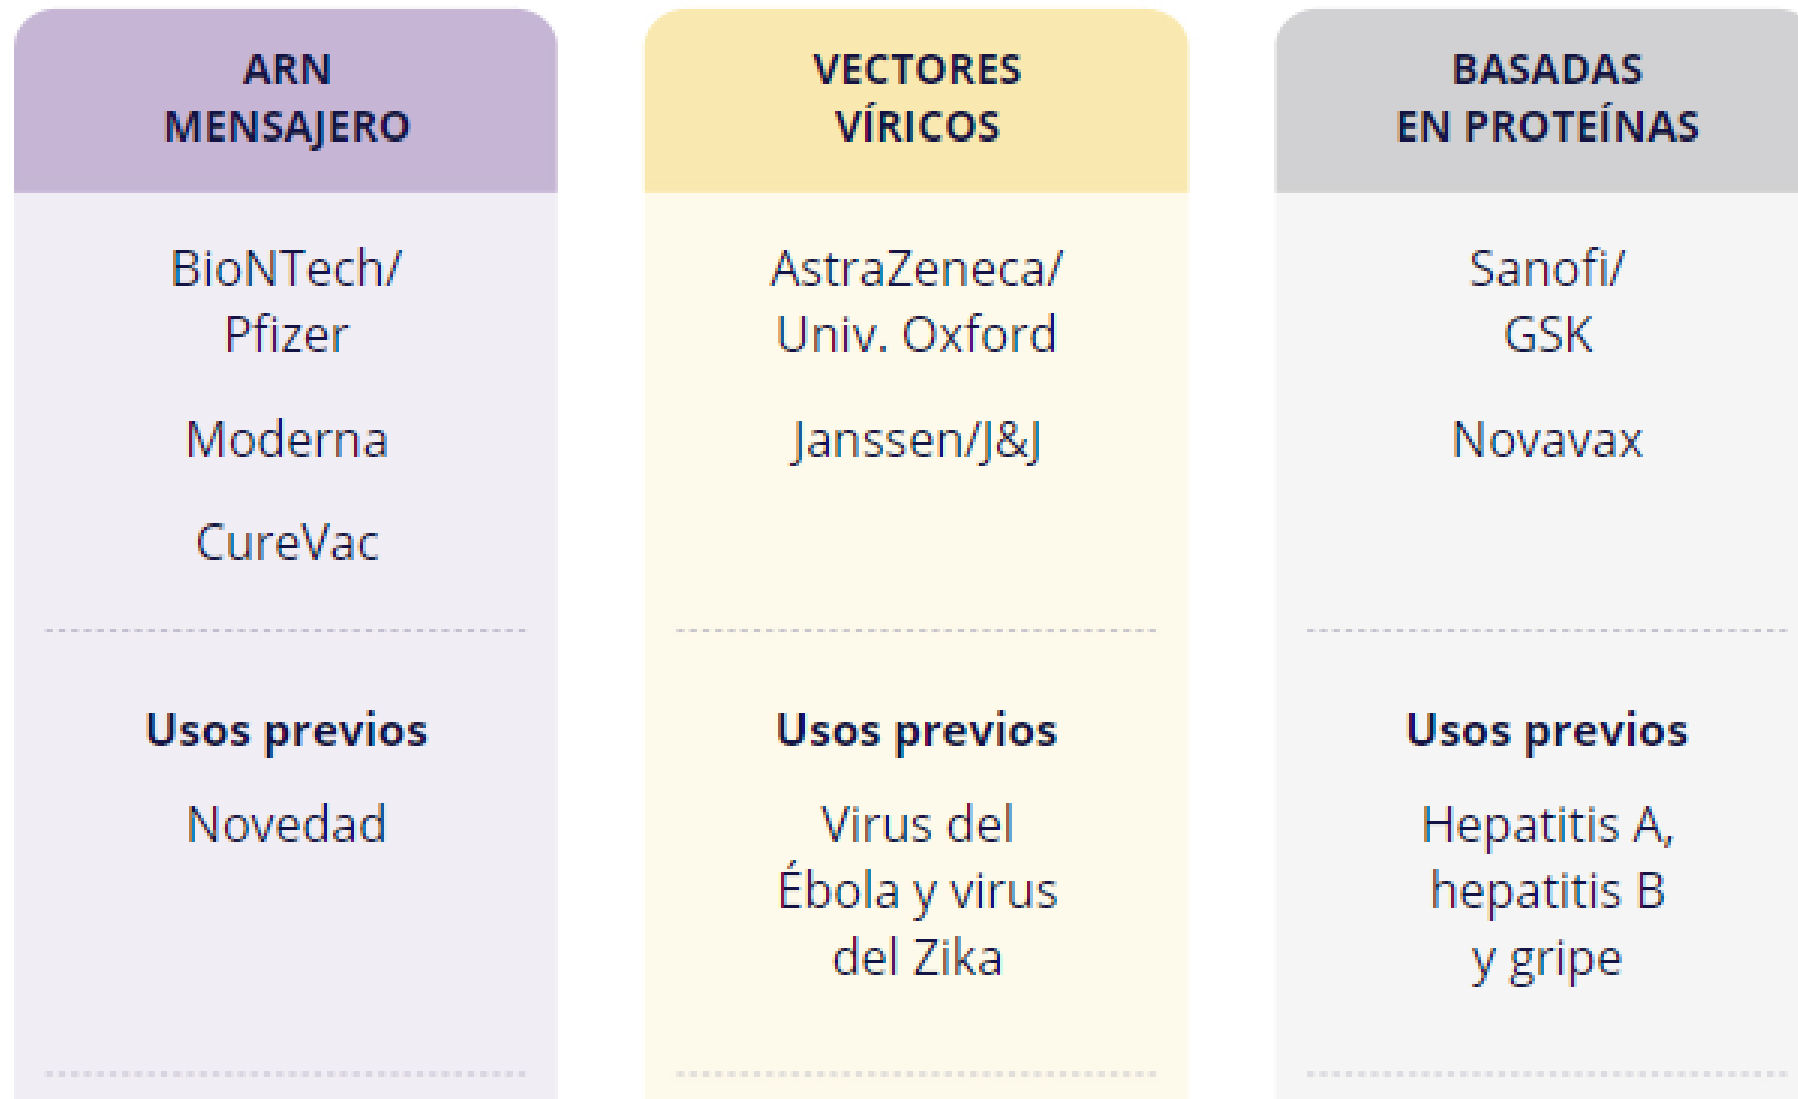 ARN
MENSAJERO
BioNTech/
Pfizer
Moderna
CureVac
Usos previos
Novedad
VECTORES
VÍRICOS
AstraZeneca/
Univ. Oxford
Janssen/J&J
Usos previos
Virus del
Ébola y virus
del Zika
BASADAS
EN PROTEÍNAS
Sanofi/
GSK
Novavax
Usos previos
Hepatitis A,
hepatitis B
y gripe